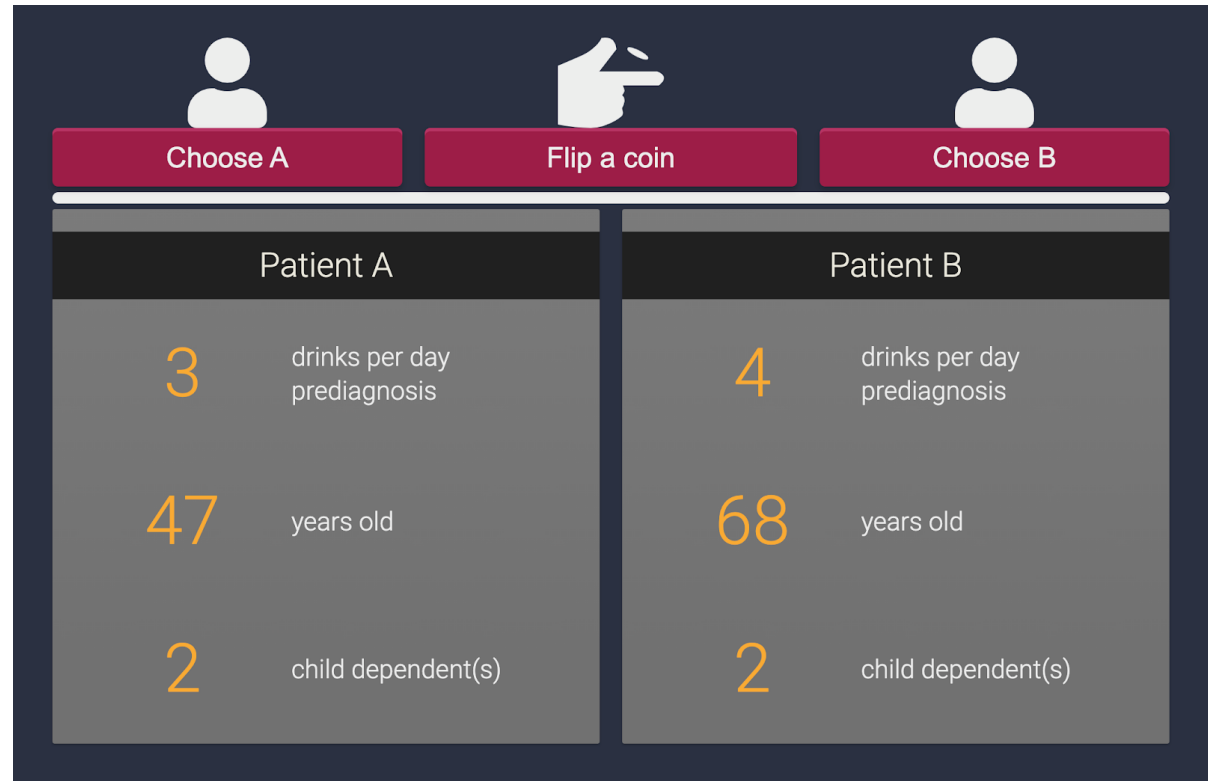 Choose A
Flip a coin
Choose B
Patient A
3 drinks per day
prediagnosis
47 years old
2 child dependent(s)
Patient B
4 drinks per day
prediagnosis
68 years old
2 child dependent(s)